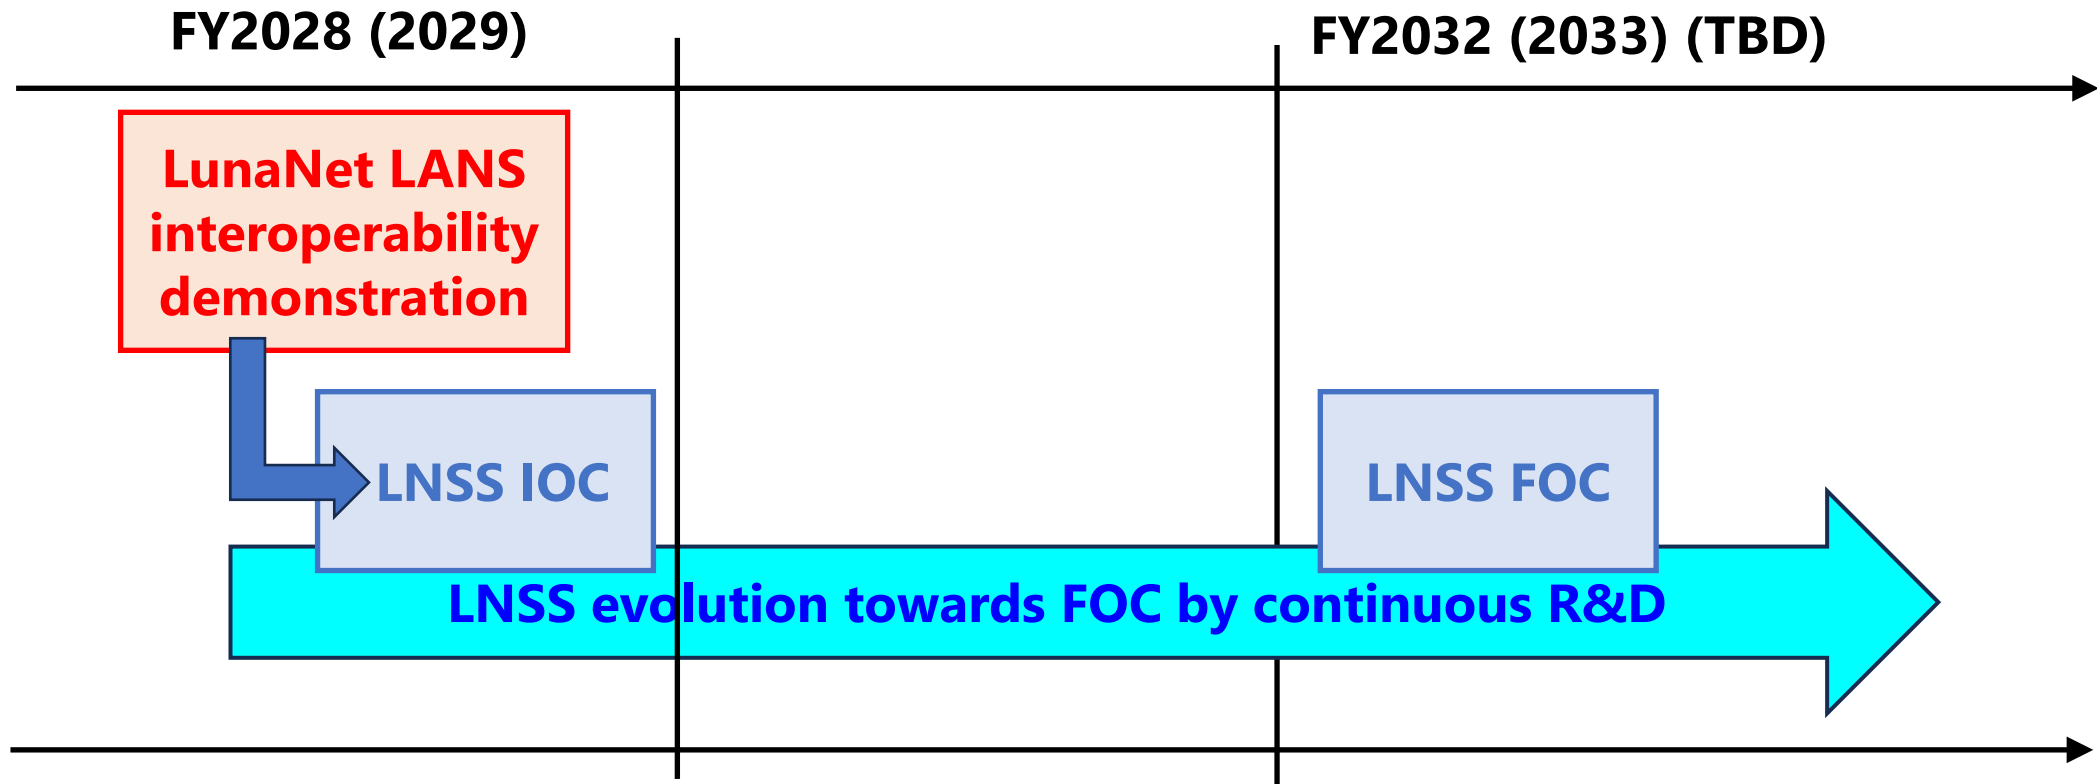 FY2028 (2029)
FY2032 (2033) (TBD)
LunaNet LANS
interoperability
demonstration
LNSS IOC
LNSS FOC
LNSS evolution towards FOC by continuous R&D